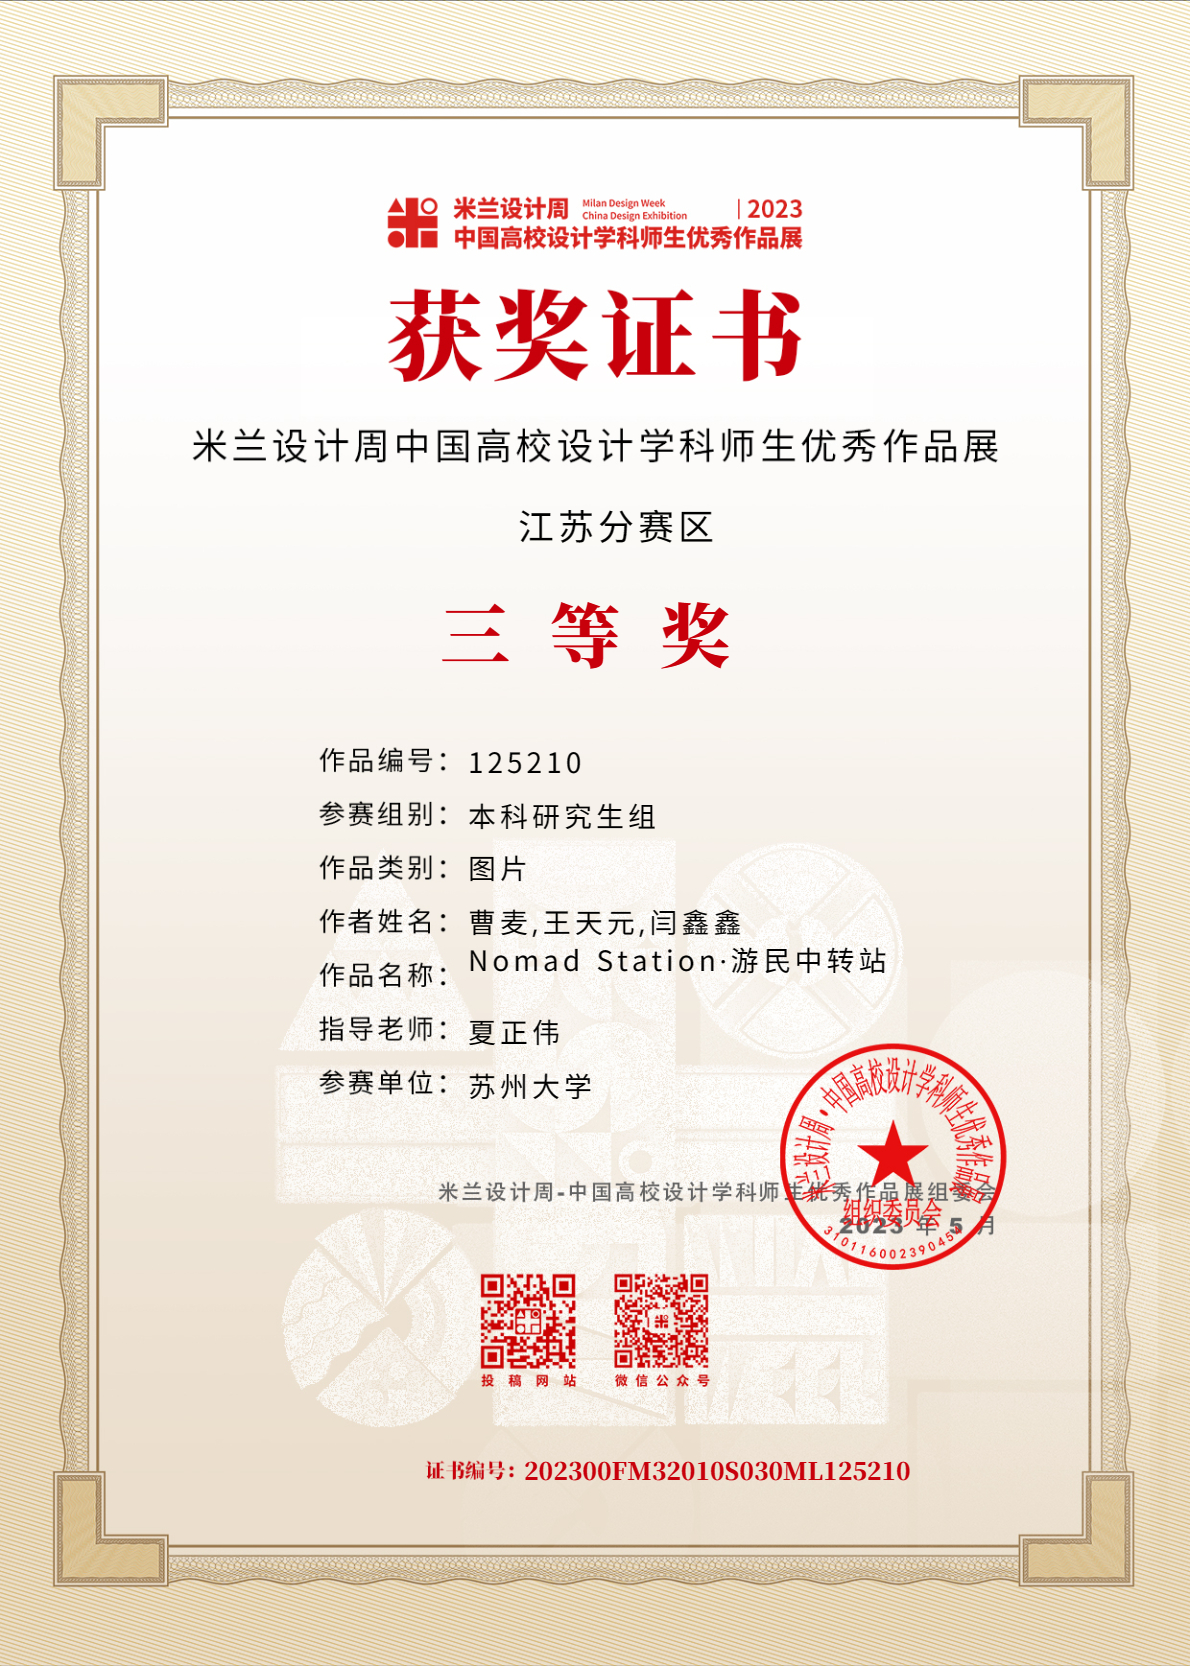 米兰设计周 Milan Design Week
China Design Exhibition | 2023
中国高校设计学科师生优秀作品展
获奖证书
米兰设计周中国高校设计学科师生优秀作品展
江苏分赛区
三等奖
作品编号：125210
参赛组别：本科研究生组
作品类别：图片
作者姓名：曹麦,王天元,闫鑫鑫
作品名称：Nomad Station·游民中转站
指导老师：夏正伟
参赛单位：苏州大学
米兰设计周·中国高校设计学科师生优秀作品展
组织委员会
310116002390454
米兰设计周-中国高校设计学科师生优秀作品展组委会
2023 年 5 月
投稿网站
微信公众号
证书编号：202300FM32010S030ML125210